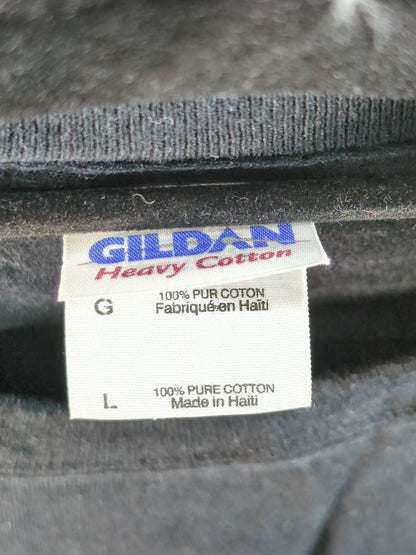 GILDAN
Heavy Cotton
G 100% PUR COTON
Fabriqué en Haïti
L 100% PURE COTTON
Made in Haiti